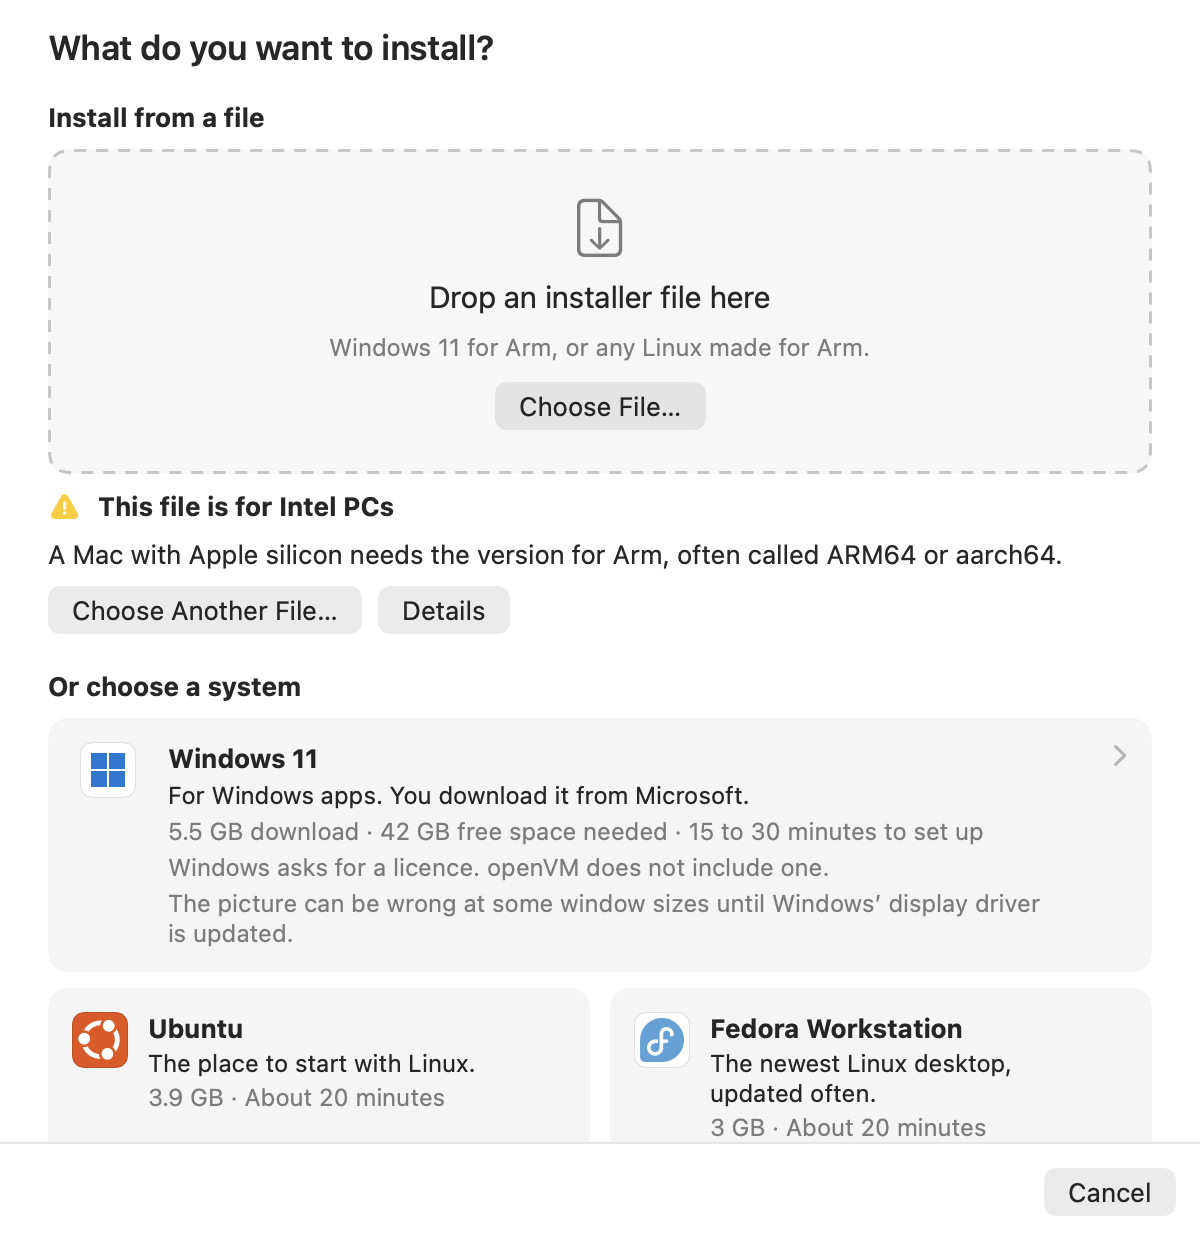 What do you want to install?
Install from a file
Drop an installer file here
Windows 11 for Arm, or any Linux made for Arm.
Choose File...
This file is for Intel PCs
A Mac with Apple silicon needs the version for Arm, often called ARM64 or aarch64.
Choose Another File...
Details
Or choose a system
Windows 11
For Windows apps. You download it from Microsoft.
5.5 GB download · 42 GB free space needed · 15 to 30 minutes to set up
Windows asks for a licence. openVM does not include one.
The picture can be wrong at some window sizes until Windows’ display driver
is updated.
Ubuntu
The place to start with Linux.
3.9 GB · About 20 minutes
Fedora Workstation
The newest Linux desktop,
updated often.
3 GB · About 20 minutes
Cancel